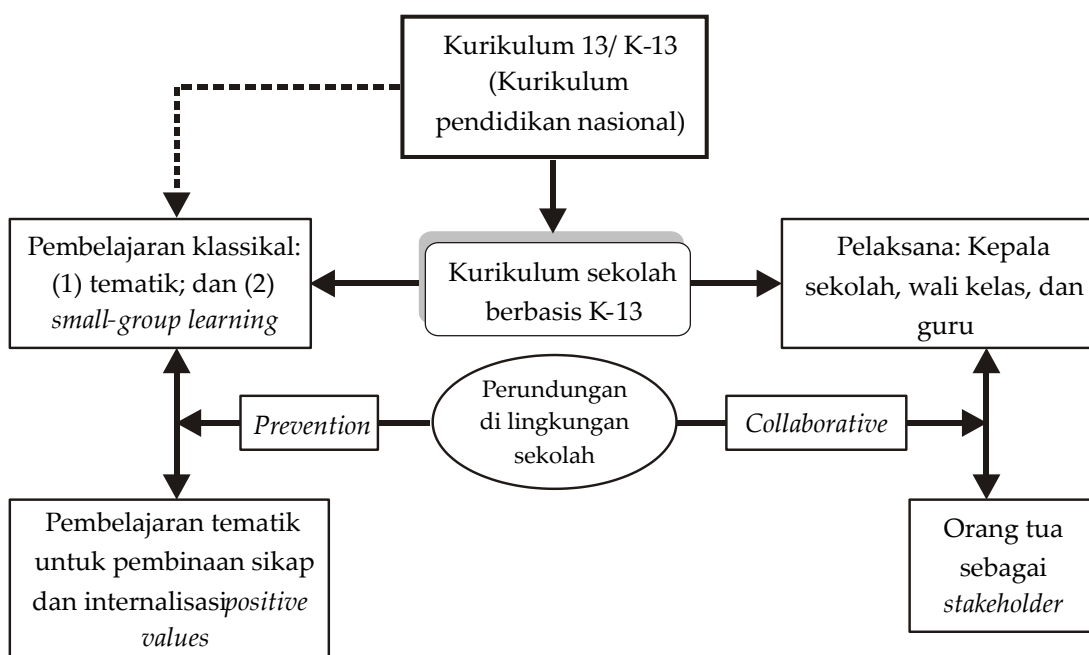 Kurikulum 13/ K-13
(Kurikulum
pendidikan nasional)
Pembelajaran klassikal:
(1) tematik; dan (2)
small-group learning
Kurikulum sekolah
berbasis K-13
Pelaksana: Kepala
sekolah, wali kelas, dan
guru
Prevention
Perundungan
di lingkungan
sekolah
Collaborative
Pembelajaran tematik
untuk pembinaan sikap
dan internalisasipositive
values
Orang tua
sebagai
stakeholder